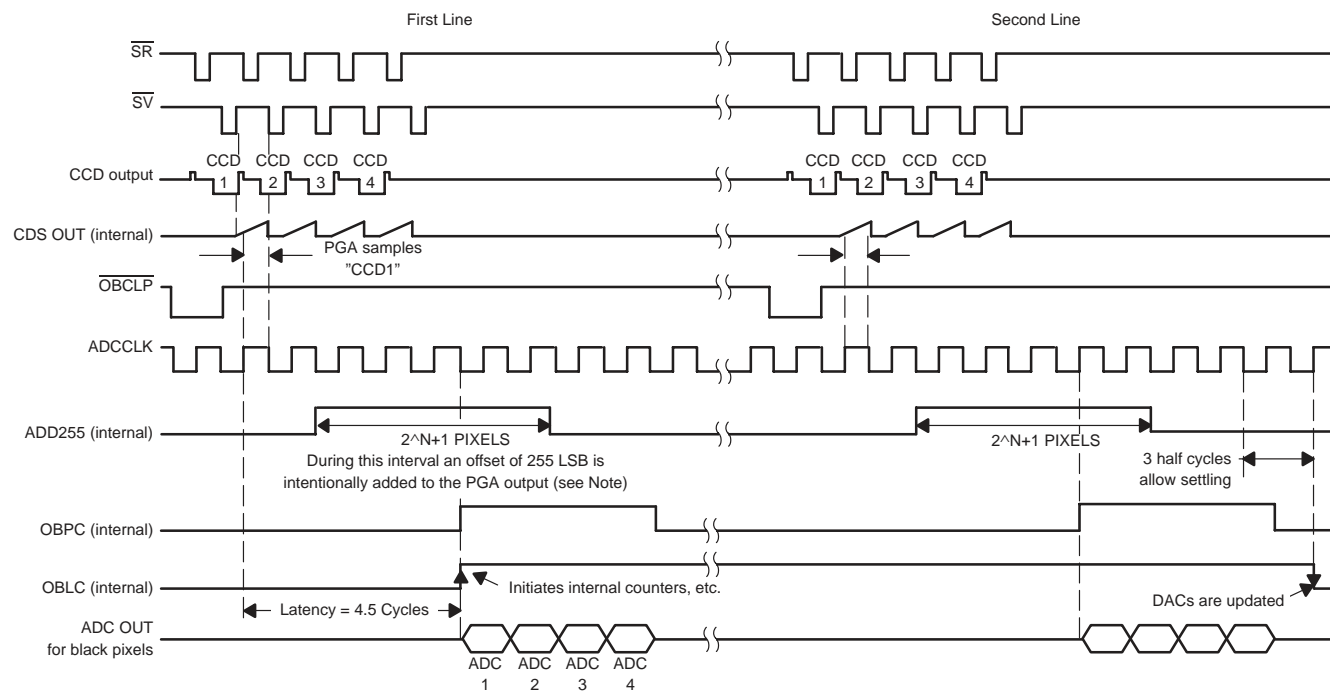 First Line
Second Line
SR
SV
CCD output
CCD 1
CCD 2
CCD 3
CCD 4
CCD 1
CCD 2
CCD 3
CCD 4
CDS OUT (internal)
PGA samples
"CCD1"
OBCLP
ADCCLK
ADD255 (internal)
2^N+1 PIXELS
During this interval an offset of 255 LSB is
intentionally added to the PGA output (see Note)
2^N+1 PIXELS
3 half cycles
allow settling
OBPC (internal)
OBLC (internal)
Initiates internal counters, etc.
Latency = 4.5 Cycles
DACs are updated
ADC OUT
for black pixels
ADC 1
ADC 2
ADC 3
ADC 4